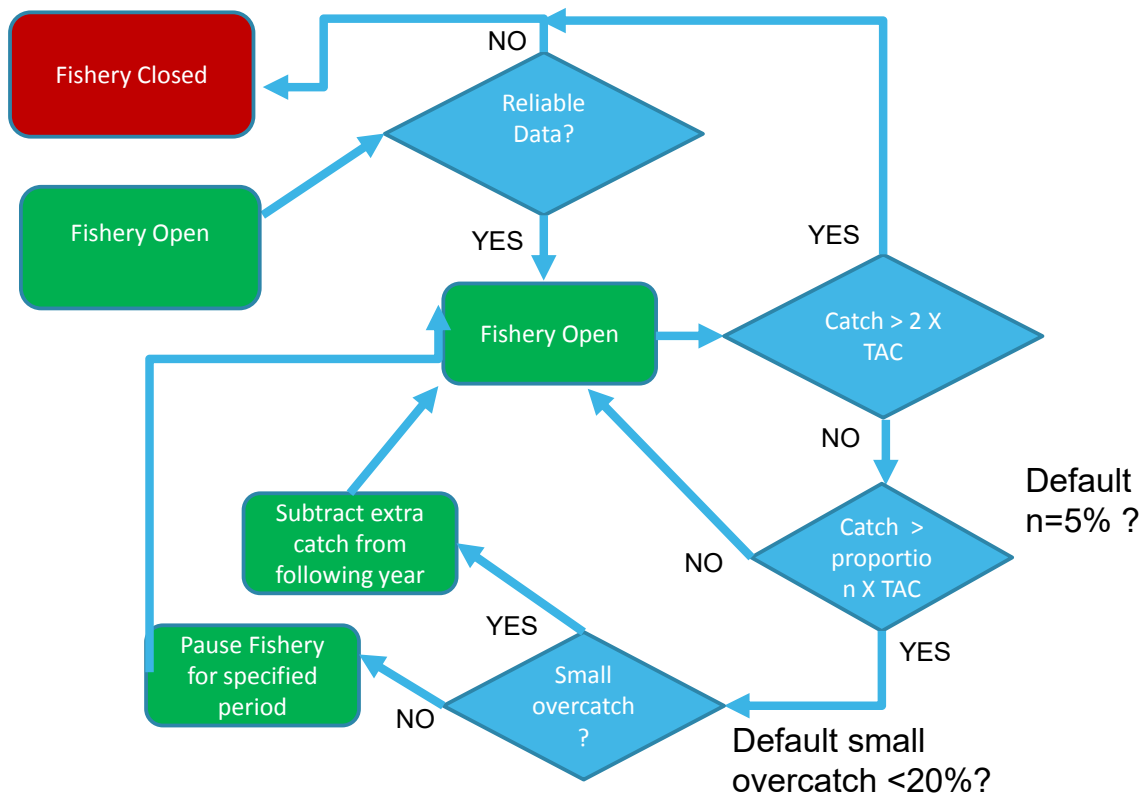 Fishery Closed
NO
Reliable
Data?
Fishery Open
YES
YES
Fishery Open
Catch > 2 X
TAC
NO
Default
n=5% ?
Subtract extra
catch from
following year
NO
Catch >
proportio
n X TAC
YES
YES
Pause Fishery
for specified
period
NO
Small
overcatch
?
Default small
overcatch <20%?